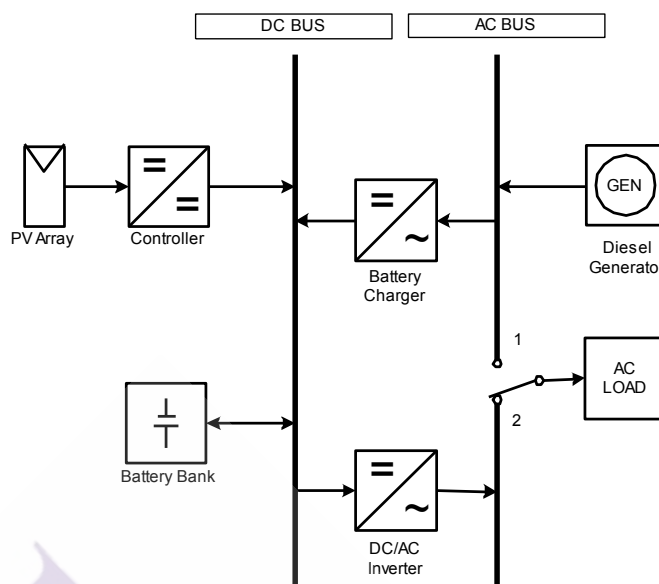 DC BUS
AC BUS
PV Array
Controller
Battery
Charger
GEN
Diesel
Generator
1
2
AC
LOAD
Battery Bank
DC/AC
Inverter